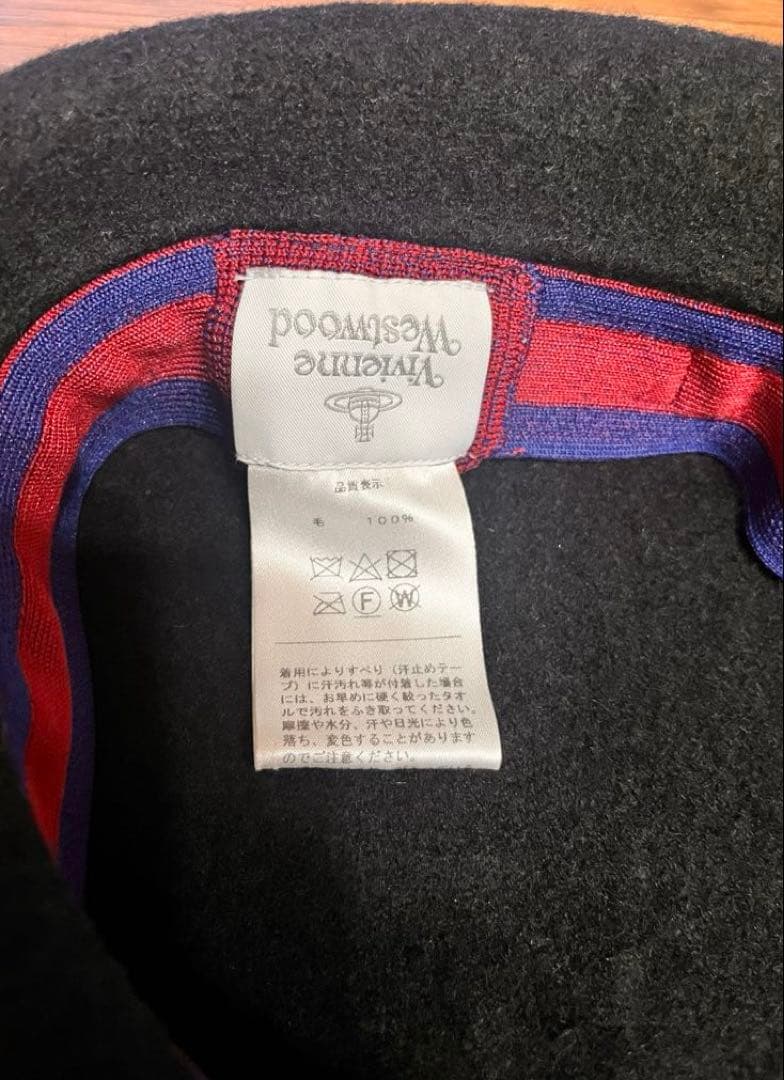 Vivienne
Westwood
品質表示
毛 100%
F W
着用によりすべり（汗止めテー
プ）に汗汚れ等が付着した場合
には、お早めに硬く絞ったタオ
ルで汚れをふき取ってください。
摩擦や水分、汗や日光により色
落ち、変色することがあります
のでご注意ください。